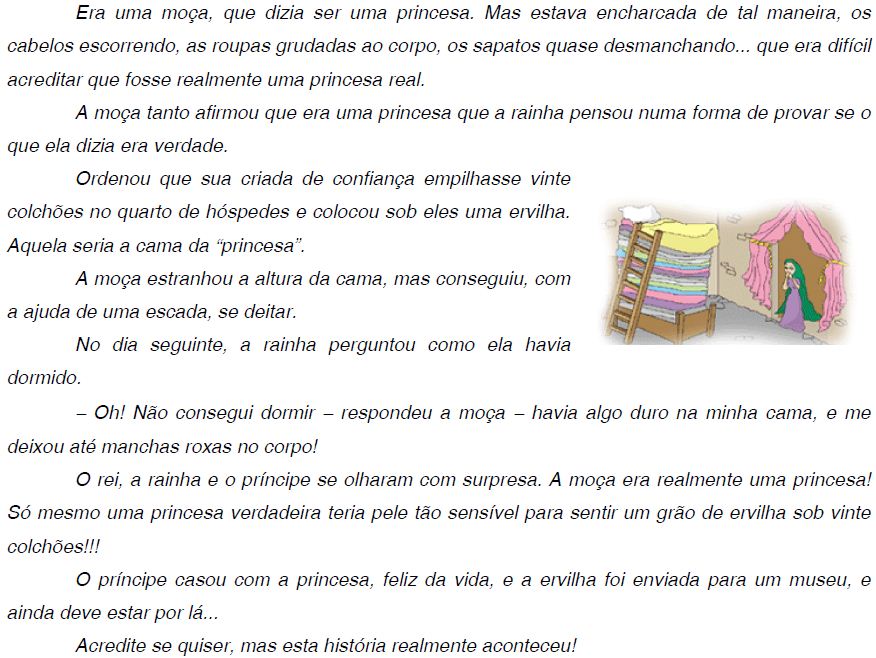 Era uma moça, que dizia ser uma princesa. Mas estava encharcada de tal maneira, os
cabelos escorrendo, as roupas grudadas ao corpo, os sapatos quase desmanchando... que era difícil
acreditar que fosse realmente uma princesa real.
A moça tanto afirmou que era uma princesa que a rainha pensou numa forma de provar se o
que ela dizia era verdade.
Ordenou que sua criada de confiança empilhasse vinte
colchões no quarto de hóspedes e colocou sob eles uma ervilha.
Aquela seria a cama da “princesa”.
A moça estranhou a altura da cama, mas conseguiu, com
a ajuda de uma escada, se deitar.
No dia seguinte, a rainha perguntou como ela havia
dormido.
– Oh! Não consegui dormir – respondeu a moça – havia algo duro na minha cama, e me
deixou até manchas roxas no corpo!
O rei, a rainha e o príncipe se olharam com surpresa. A moça era realmente uma princesa!
Só mesmo uma princesa verdadeira teria pele tão sensível para sentir um grão de ervilha sob vinte
colchões!!!
O príncipe casou com a princesa, feliz da vida, e a ervilha foi enviada para um museu, e
ainda deve estar por lá...
Acredite se quiser, mas esta história realmente aconteceu!